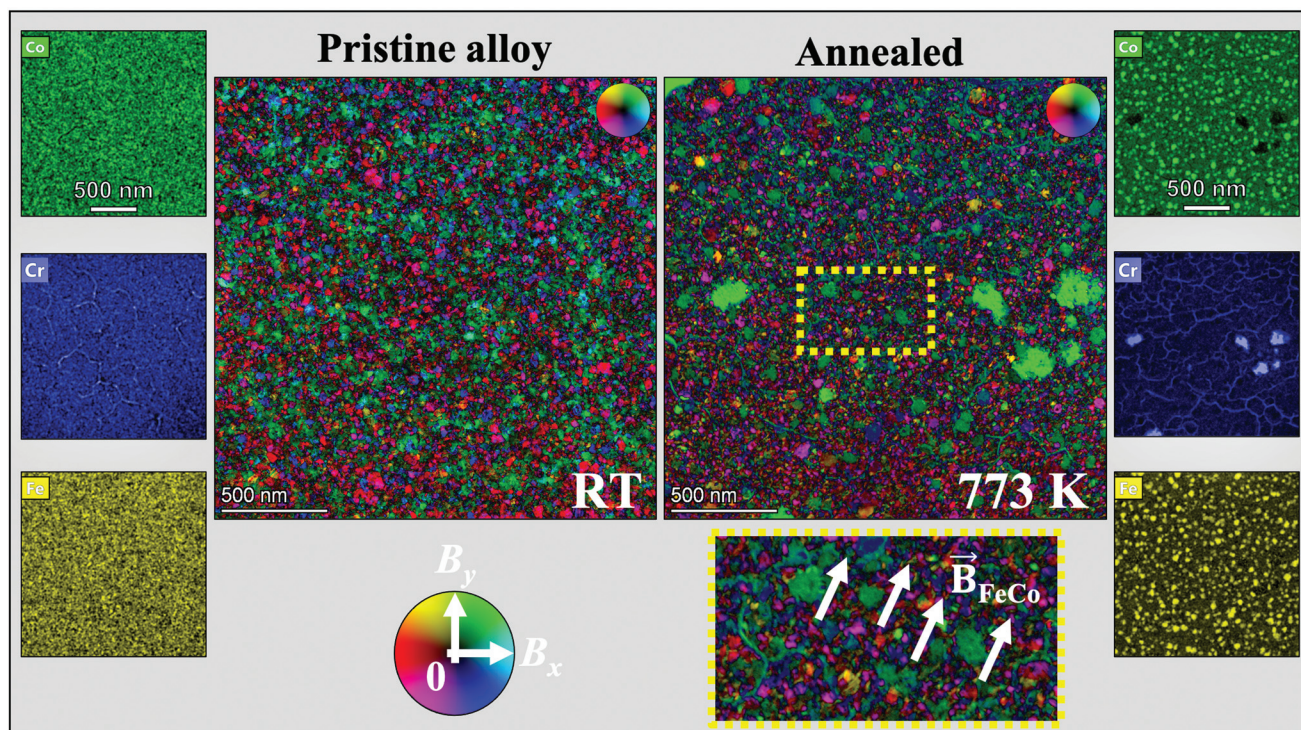 Pristine alloy
Annealed
Co
500 nm
Cr
Fe
500 nm
RT
500 nm
773 K
Co
500 nm
Cr
Fe
B_y
0
B_x
B⃗_FeCo